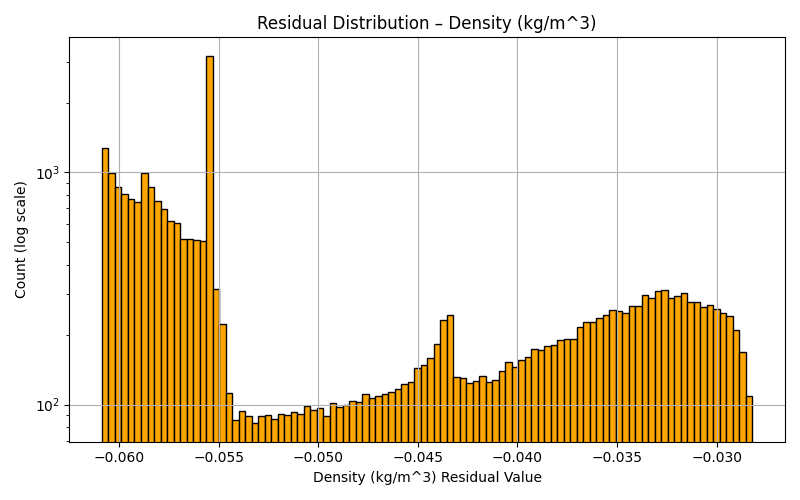 Residual Distribution – Density (kg/m^3)
Count (log scale)
10^3
10^2
−0.060 −0.055 −0.050 −0.045 −0.040 −0.035 −0.030
Density (kg/m^3) Residual Value